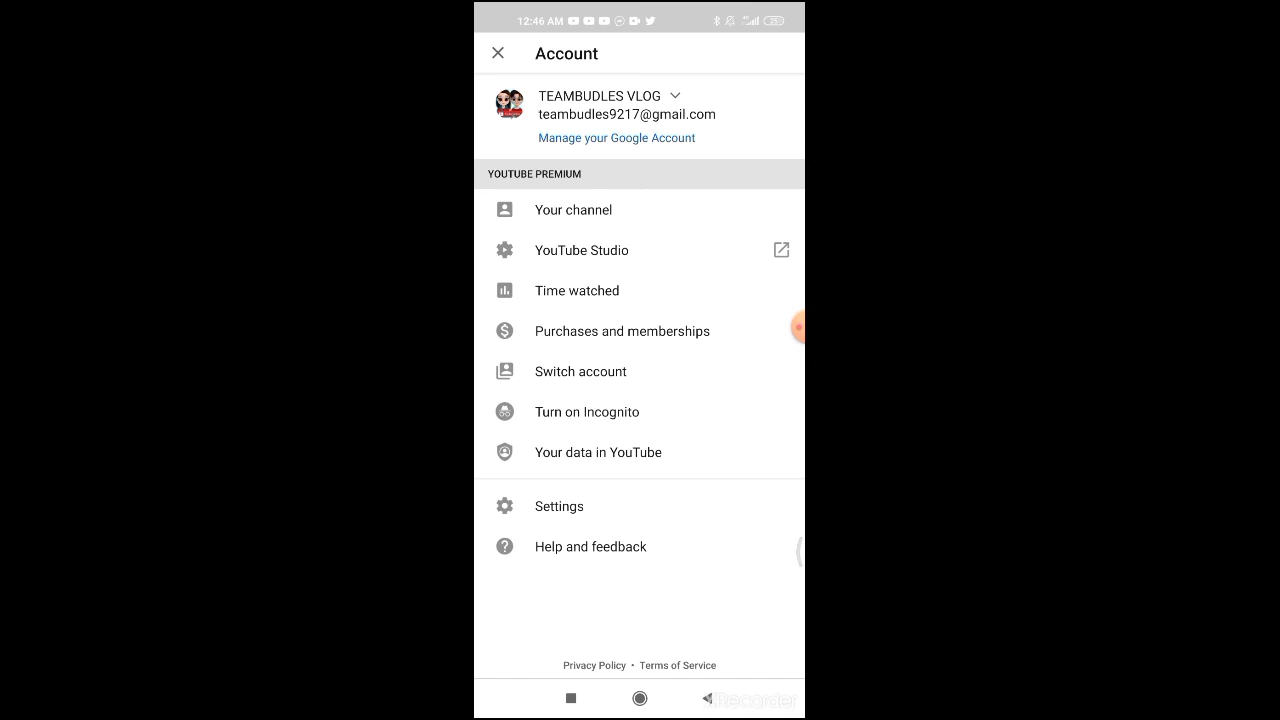 12:46 AM
Account
TEAMBUDLES VLOG
teambudles9217@gmail.com
Manage your Google Account
YOUTUBE PREMIUM
Your channel
YouTube Studio
Time watched
Purchases and memberships
Switch account
Turn on Incognito
Your data in YouTube
Settings
Help and feedback
Privacy Policy • Terms of Service
Recorder